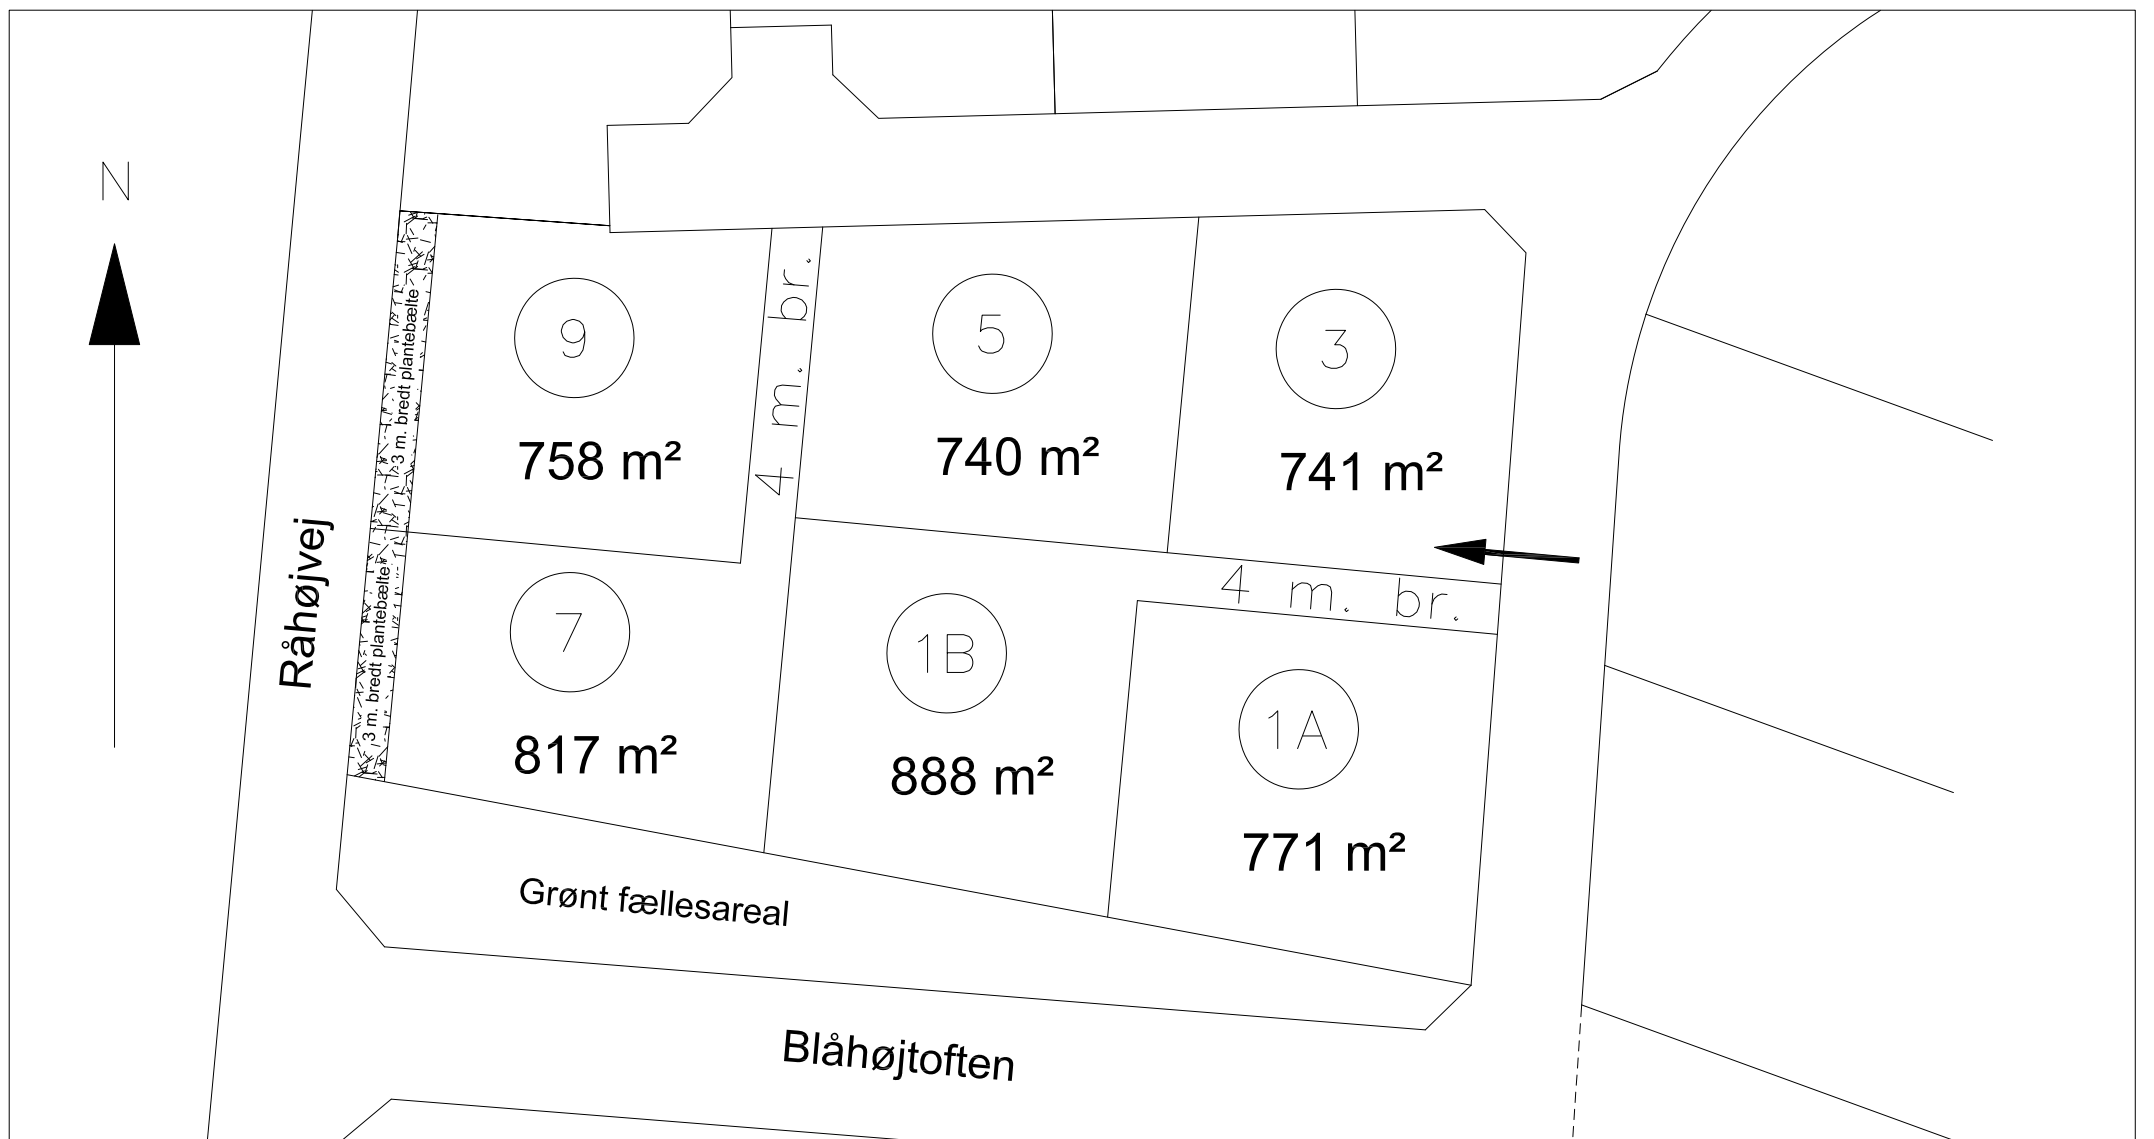 N
9
758 m²
3 m. bredt plantebælte
4 m. br.
5
740 m²
3
741 m²
Råhøjvej
7
817 m²
3 m. bredt plantebælte
1B
888 m²
4 m. br.
1A
771 m²
Grønt fællesareal
Blåhøjtoften